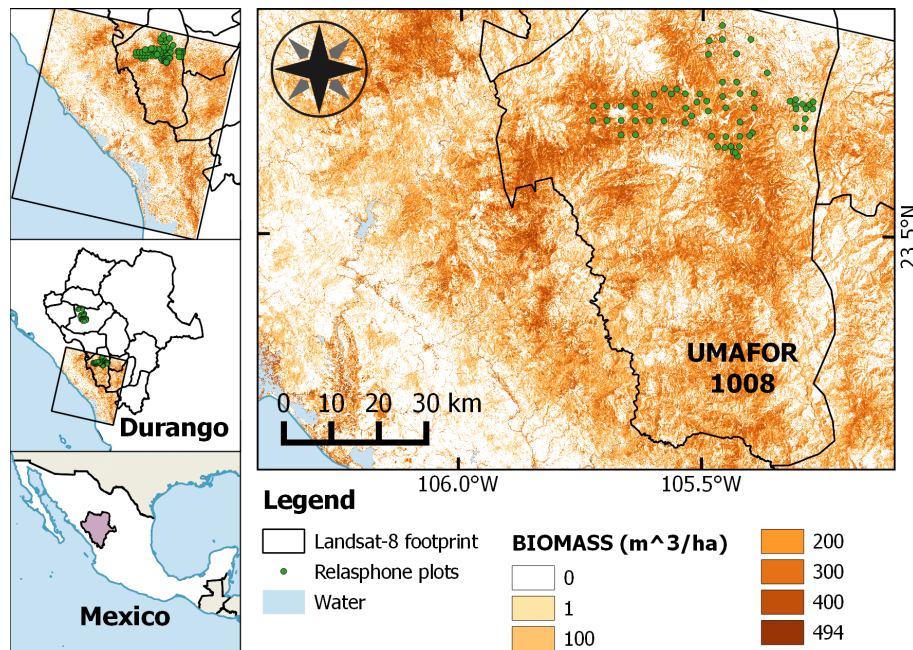 Durango
Mexico
UMAFOR
1008
0 10 20 30 km
23.5°N
106.0°W 105.5°W
Legend
Landsat-8 footprint
Relasphone plots
Water
BIOMASS (m^3/ha)
0
1
100
200
300
400
494